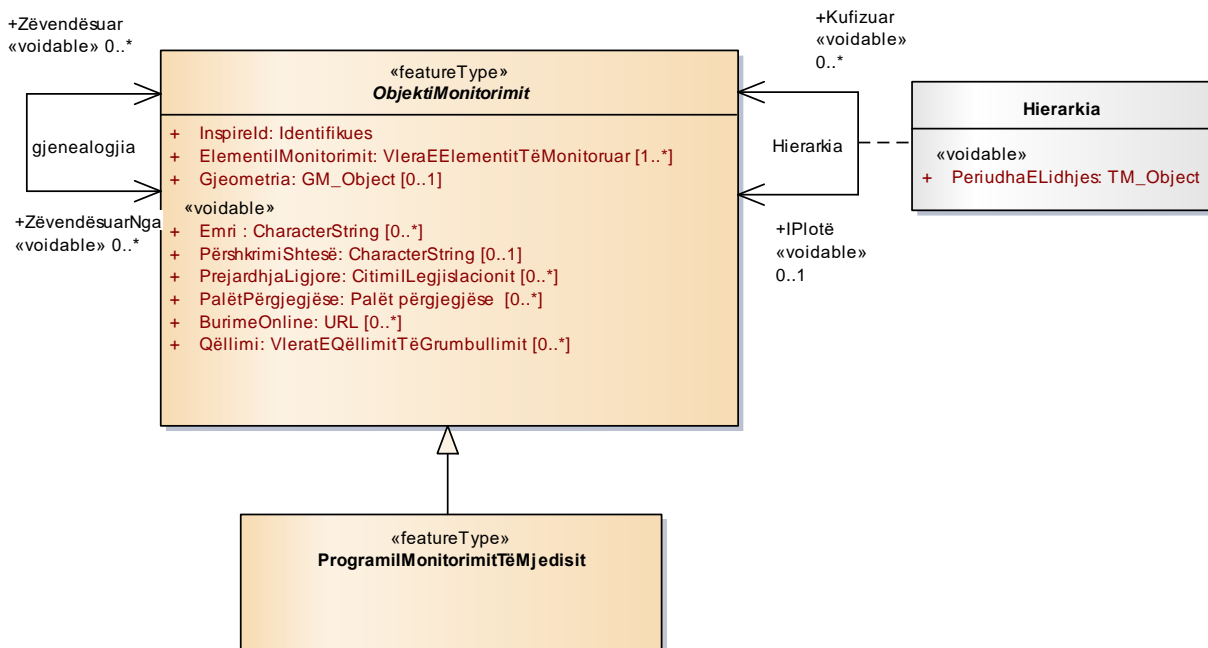 +Zëvendësuar
«voidable» 0..*
gjenealogjia
+ZëvendësuarNga
«voidable» 0..*
«featureType»
ObjektiMonitorimit
+ InspireId: Identifikues
+ ElementiIMonitorimit: VleraEElementitTëMonitoruar [1..*]
+ Gjeometria: GM_Object [0..1]
«voidable»
+ Emri : CharacterString [0..*]
+ PërshkrimiShtesë: CharacterString [0..1]
+ PrejardhjaLigjore: CitimiILegjislacionit [0..*]
+ PalëtPërgjegjëse: Palët përgjegjëse [0..*]
+ BurimeOnline: URL [0..*]
+ Qëllimi: VleratEQëllimitTëGrumbullimit [0..*]
+Kufizuar
«voidable»
0..*
Hierarkia
+IPlotë
«voidable»
0..1
Hierarkia
«voidable»
+ PeriudhaELidhjes: TM_Object
«featureType»
ProgramiIMonitorimitTëMjedisit